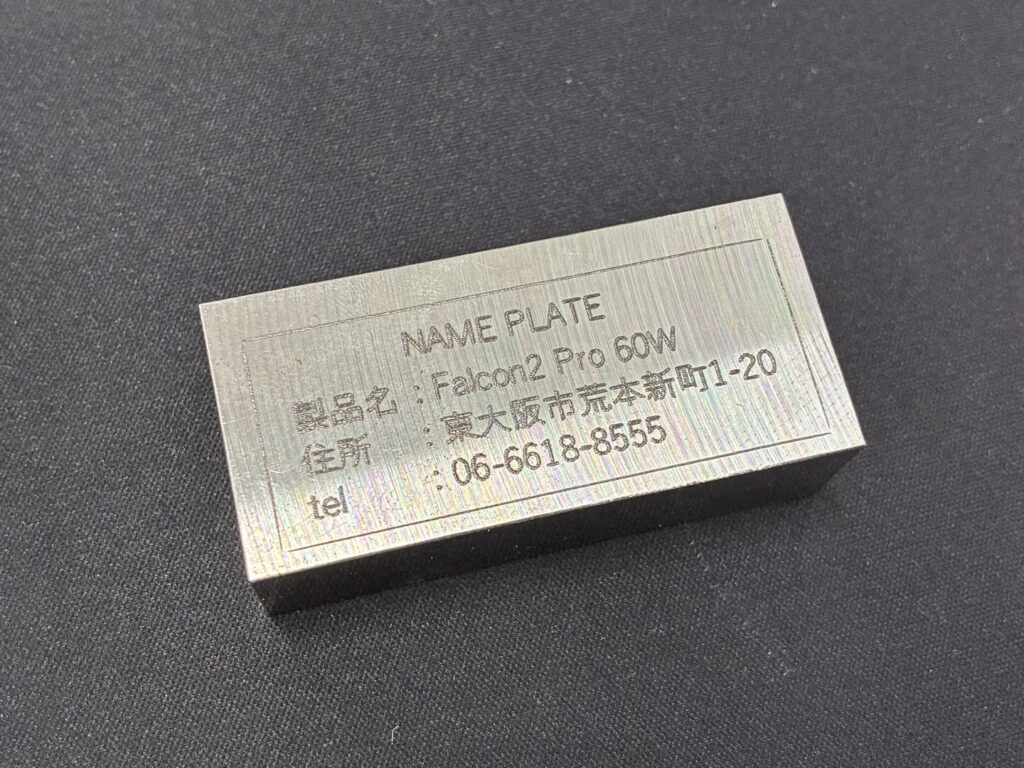 NAME PLATE
製品名 : Falcon2 Pro 60W
住所 : 東大阪市荒本新町1-20
tel : 06-6618-8555